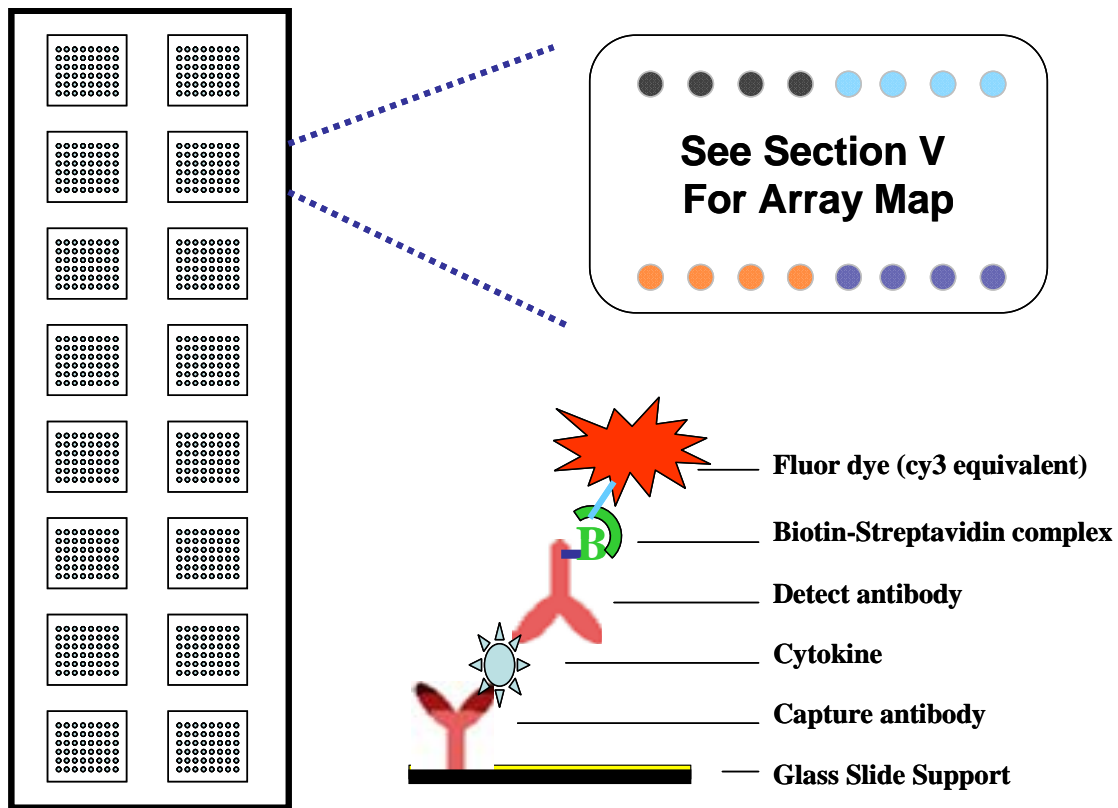 See Section V
For Array Map
Fluor dye (cy3 equivalent)
B
Biotin-Streptavidin complex
Detect antibody
Cytokine
Capture antibody
Glass Slide Support